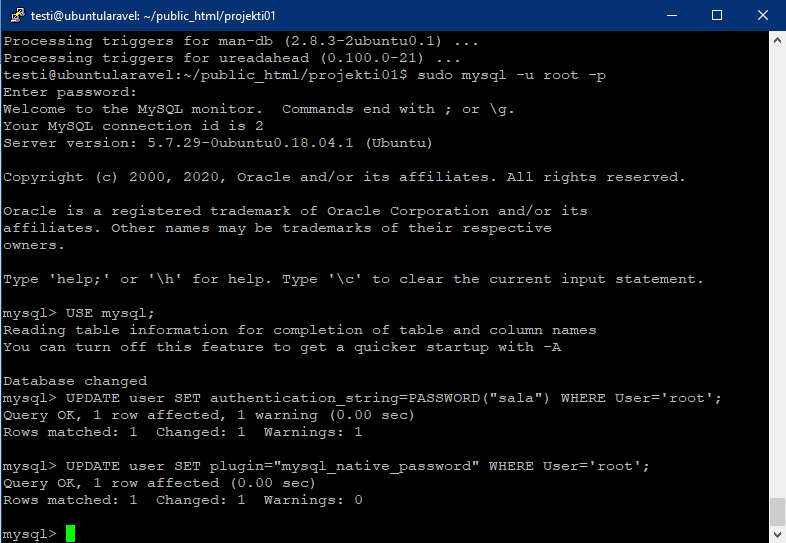 testi@ubuntularavel: ~/public_html/projekti01
Processing triggers for man-db (2.8.3-2ubuntu0.1) ...
Processing triggers for ureadahead (0.100.0-21) ...
testi@ubuntularavel:~/public_html/projekti01$ sudo mysql -u root -p
Enter password:
Welcome to the MySQL monitor.  Commands end with ; or \g.
Your MySQL connection id is 2
Server version: 5.7.29-0ubuntu0.18.04.1 (Ubuntu)
Copyright (c) 2000, 2020, Oracle and/or its affiliates. All rights reserved.
Oracle is a registered trademark of Oracle Corporation and/or its
affiliates. Other names may be trademarks of their respective
owners.
Type 'help;' or '\h' for help. Type '\c' to clear the current input statement.
mysql> USE mysql;
Reading table information for completion of table and column names
You can turn off this feature to get a quicker startup with -A
Database changed
mysql> UPDATE user SET authentication_string=PASSWORD("sala") WHERE User='root';
Query OK, 1 row affected, 1 warning (0.00 sec)
Rows matched: 1  Changed: 1  Warnings: 1
mysql> UPDATE user SET plugin="mysql_native_password" WHERE User='root';
Query OK, 1 row affected (0.00 sec)
Rows matched: 1  Changed: 1  Warnings: 0
mysql>